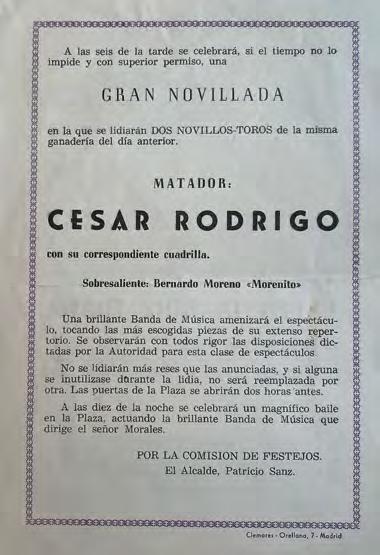 A las seis de la tarde se celebrará, si el tiempo no lo
impide y con superior permiso, una
GRAN NOVILLADA
en la que se lidiarán DOS NOVILLOS-TOROS de la misma
ganadería del día anterior.
MATADOR:
CESAR RODRIGO
con su correspondiente cuadrilla.
Sobresaliente: Bernardo Moreno «Morenito»
Una brillante Banda de Música amenizará el espectácu-
lo, tocando las más escogidas piezas de su extenso reper-
torio. Se observarán con todos rigor las disposiciones dic-
tadas por la Autoridad para esta clase de espectáculos
No se lidiarán más reses que las anunciadas, y si alguna
se inutilizase durante la lidia, no será reemplazada por
otra. Las puertas de la Plaza se abrirán dos horas antes.
A las diez de la noche se celebrará un magnífico baile
en la Plaza, actuando la brillante Banda de Música que
dirige el señor Morales.
POR LA COMISION DE FESTEJOS.
El Alcalde, Patricio Sanz.
Clemares - Orellana, 7 - Madrid